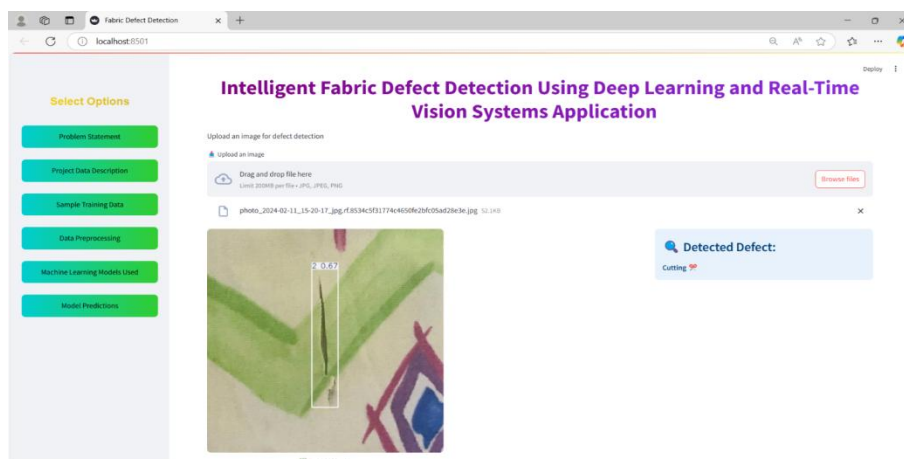 Fabric Defect Detection
localhost:8501
Deploy
Select Options
Problem Statement
Project Data Description
Sample Training Data
Data Preprocessing
Machine Learning Models Used
Model Predictions
Intelligent Fabric Defect Detection Using Deep Learning and Real-Time
Vision Systems Application
Upload an image for defect detection
Upload an image
Drag and drop file here
Limit 200MB per file • JPG, JPEG, PNG
Browse files
photo_2024-02-11_15-20-17_jpg.rf.8534c5f31774c4650fe2bfc05ad28e3e.jpg 52.1KB
2 0.67
Detected Defect:
Cutting